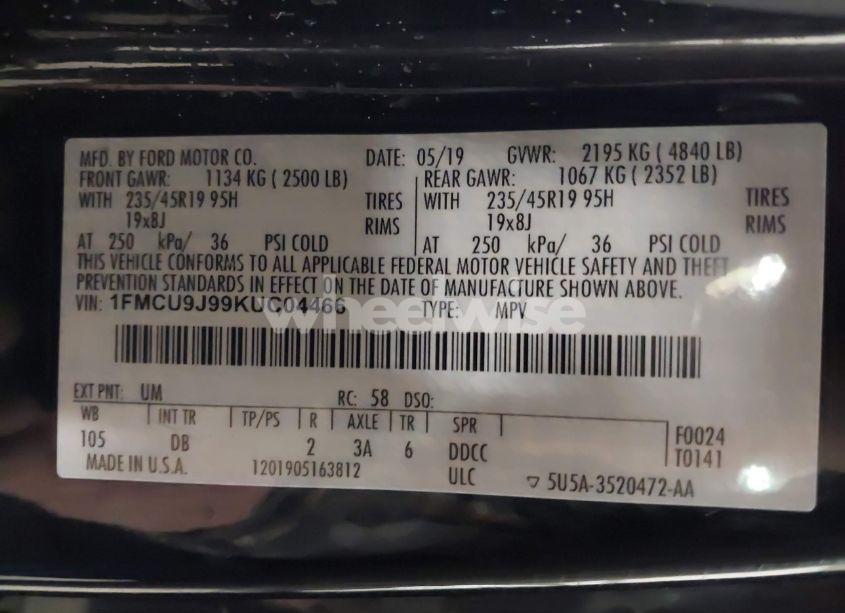 MFD. BY FORD MOTOR CO. DATE: 05/19 GVWR: 2195 KG ( 4840 LB)
FRONT GAWR: 1134 KG ( 2500 LB) REAR GAWR: 1067 KG ( 2352 LB)
WITH 235/45R19 95H TIRES WITH 235/45R19 95H TIRES
19x8J RIMS 19x8J RIMS
AT 250 kPa/ 36 PSI COLD AT 250 kPa/ 36 PSI COLD
THIS VEHICLE CONFORMS TO ALL APPLICABLE FEDERAL MOTOR VEHICLE SAFETY AND THEFT
PREVENTION STANDARDS IN EFFECT ON THE DATE OF MANUFACTURE SHOWN ABOVE.
VIN: 1FMCU9J99KUC04466 TYPE: MPV
wheelwise
EXT PNT: UM RC: 58 DSO:
WB INT TR TP/PS R AXLE TR SPR
105 DB 2 3A 6 DDCC F0024
MADE IN U.S.A. 1201905163812 ULC T0141
5U5A-3520472-AA